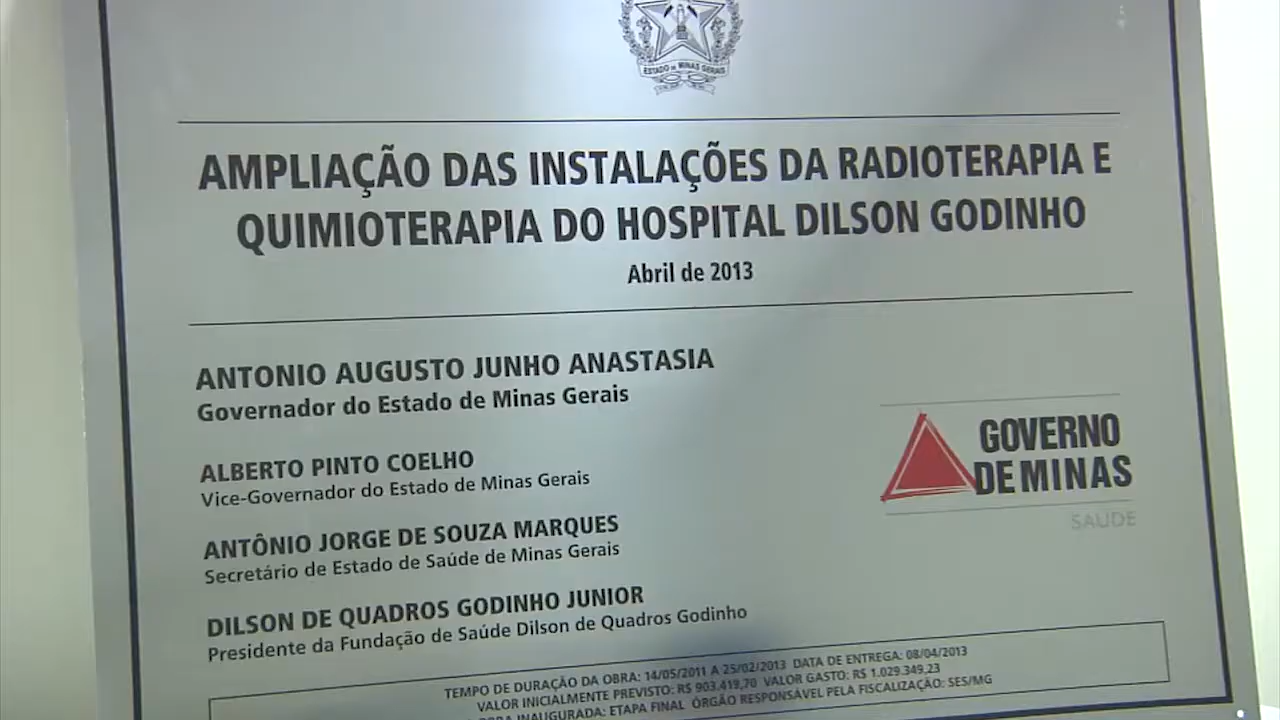 ESTADO DE MINAS GERAIS
AMPLIAÇÃO DAS INSTALAÇÕES DA RADIOTERAPIA E
QUIMIOTERAPIA DO HOSPITAL DILSON GODINHO
Abril de 2013
ANTONIO AUGUSTO JUNHO ANASTASIA
Governador do Estado de Minas Gerais
ALBERTO PINTO COELHO
Vice-Governador do Estado de Minas Gerais
ANTÔNIO JORGE DE SOUZA MARQUES
Secretário de Estado de Saúde de Minas Gerais
DILSON DE QUADROS GODINHO JUNIOR
Presidente da Fundação de Saúde Dilson de Quadros Godinho
GOVERNO
DE MINAS
SAUDE
TEMPO DE DURAÇÃO DA OBRA: 14/05/2011 A 25/02/2013 DATA DE ENTREGA: 08/04/2013
VALOR INICIALMENTE PREVISTO: R$ 903.419,70 VALOR GASTO: R$ 1.029.349,23
OBRA INAUGURADA: ETAPA FINAL ÓRGÃO RESPONSÁVEL PELA FISCALIZAÇÃO: SES/MG